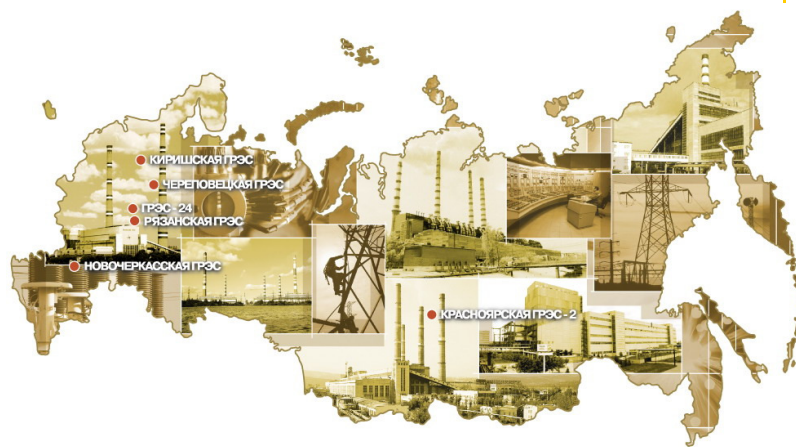 КИРИШСКАЯ ГРЭС
ЧЕРЕПОВЕЦКАЯ ГРЭС
ГРЭС - 24
РЯЗАНСКАЯ ГРЭС
НОВОЧЕРКАССКАЯ ГРЭС
КРАСНОЯРСКАЯ ГРЭС - 2